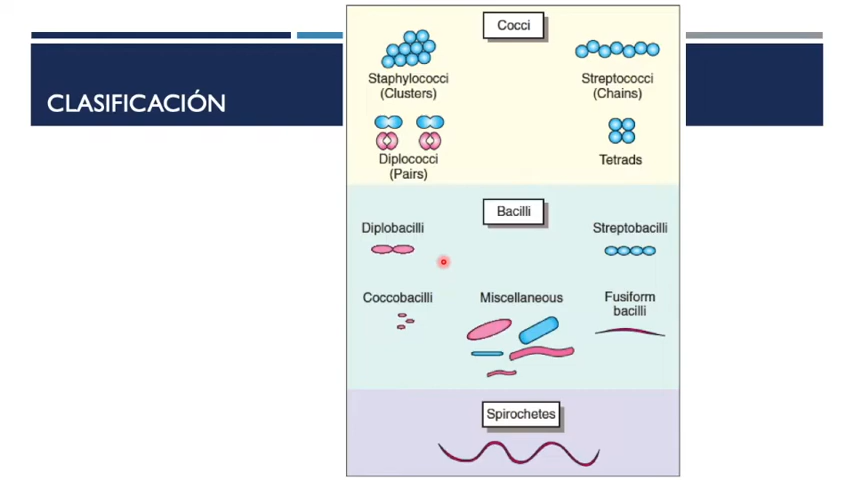 CLASIFICACIÓN
Cocci
Staphylococci
(Clusters)
Streptococci
(Chains)
Diplococci
(Pairs)
Tetrads
Bacilli
Diplobacilli
Streptobacilli
Coccobacilli
Miscellaneous
Fusiform
bacilli
Spirochetes